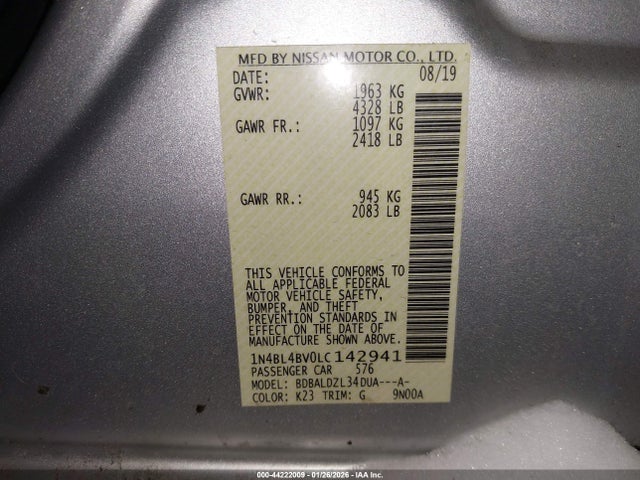 MFD BY NISSAN MOTOR CO., LTD.
DATE: 08/19
GVWR: 1963 KG
4328 LB
GAWR FR.: 1097 KG
2418 LB
GAWR RR.: 945 KG
2083 LB
THIS VEHICLE CONFORMS TO
ALL APPLICABLE FEDERAL
MOTOR VEHICLE SAFETY,
BUMPER, AND THEFT
PREVENTION STANDARDS IN
EFFECT ON THE DATE OF
MANUFACTURE SHOWN ABOVE.
1N4BL4BV0LC142941
PASSENGER CAR 576
MODEL: BDBALDZL34DUA---A-
COLOR: K23 TRIM: G 9N00A
000-44222009 | 01/26/2026 - IAA Inc.